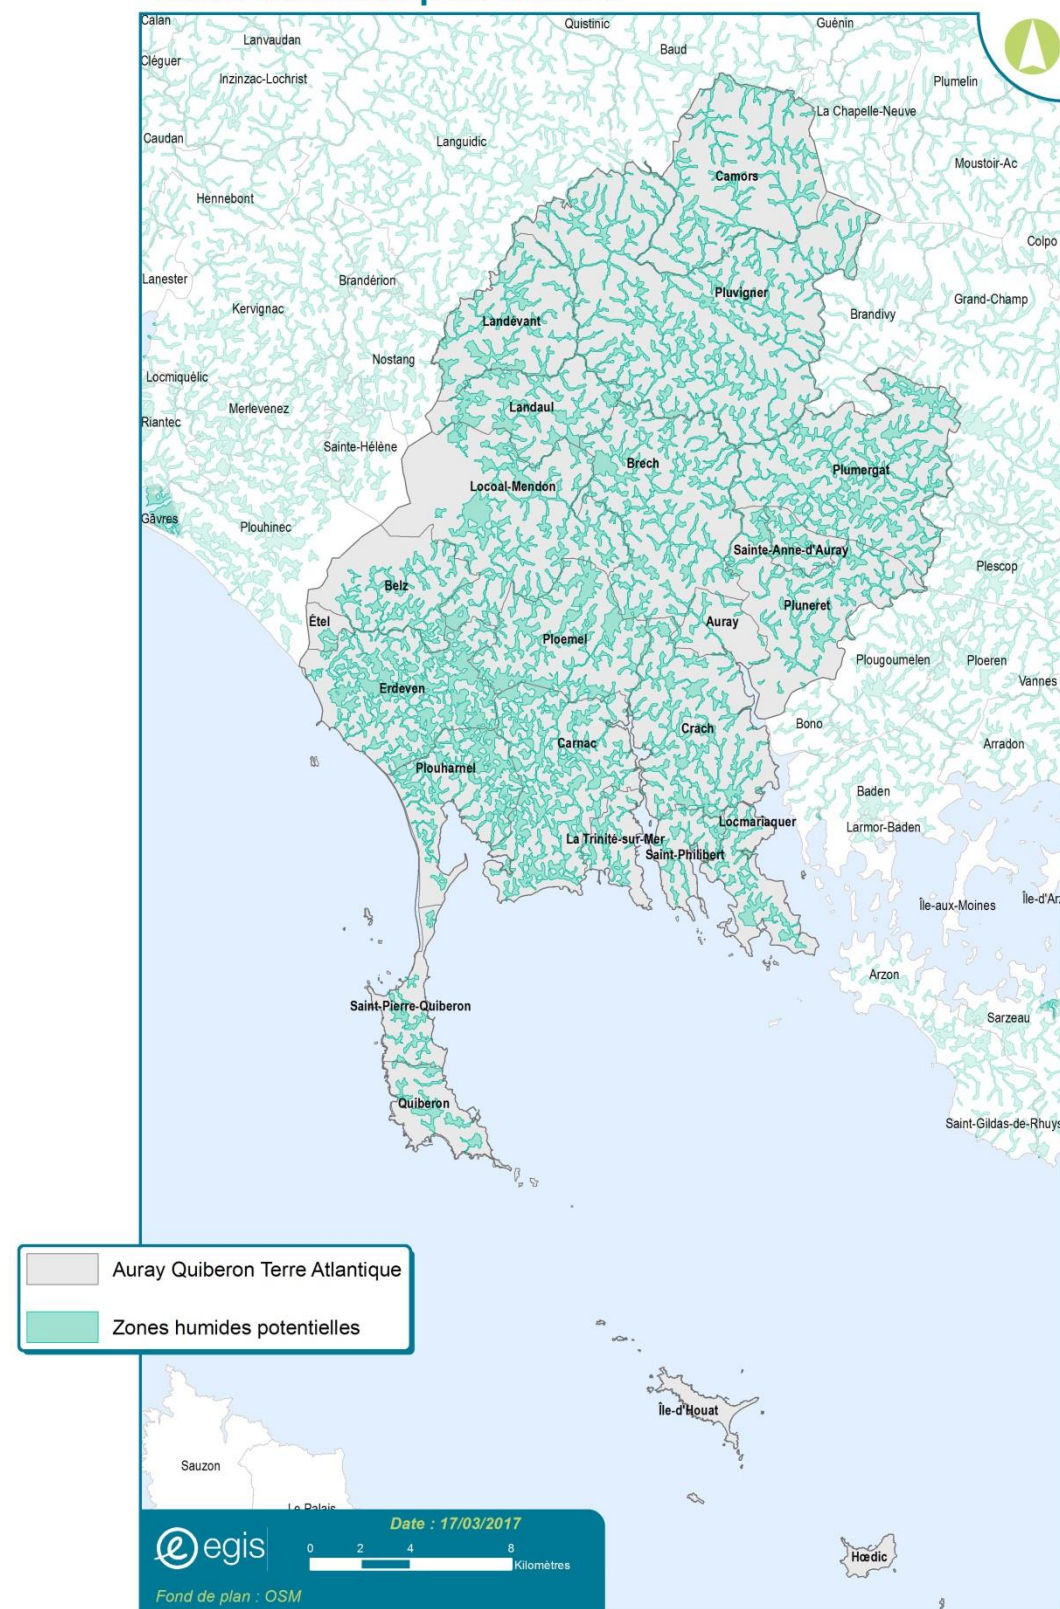 Calan
Quistinic
Guénin
Lanvaudan
Baud
Cléguer
Inzinzac-Lochrist
Plumelin
La Chapelle-Neuve
Caudan
Languidic
Moustoir-Ac
Camors
Hennebont
Colpo
Lanester
Brandérion
Pluvigner
Grand-Champ
Kervignac
Brandivy
Landévant
Nostang
Locmiquélic
Merlevenez
Landaul
Riantec
Sainte-Hélène
Brech
Plumergat
Locoal-Mendon
Gâvres
Plouhinec
Sainte-Anne-d'Auray
Plescop
Belz
Pluneret
Étel
Auray
Ploemel
Plougoumelen
Ploeren
Vannes
Erdeven
Bono
Crach
Carnac
Arradon
Plouharnel
Baden
Locmariaquer
Larmor-Baden
La Trinité-sur-Mer
Saint-Philibert
Île-aux-Moines
Île-d'Arz
Arzon
Saint-Pierre-Quiberon
Sarzeau
Quiberon
Saint-Gildas-de-Rhuys
Auray Quiberon Terre Atlantique
Zones humides potentielles
Île-d'Houat
Sauzon
Le Palais
Date : 17/03/2017
egis
0 2 4 8
Kilomètres
Hœdic
Fond de plan : OSM